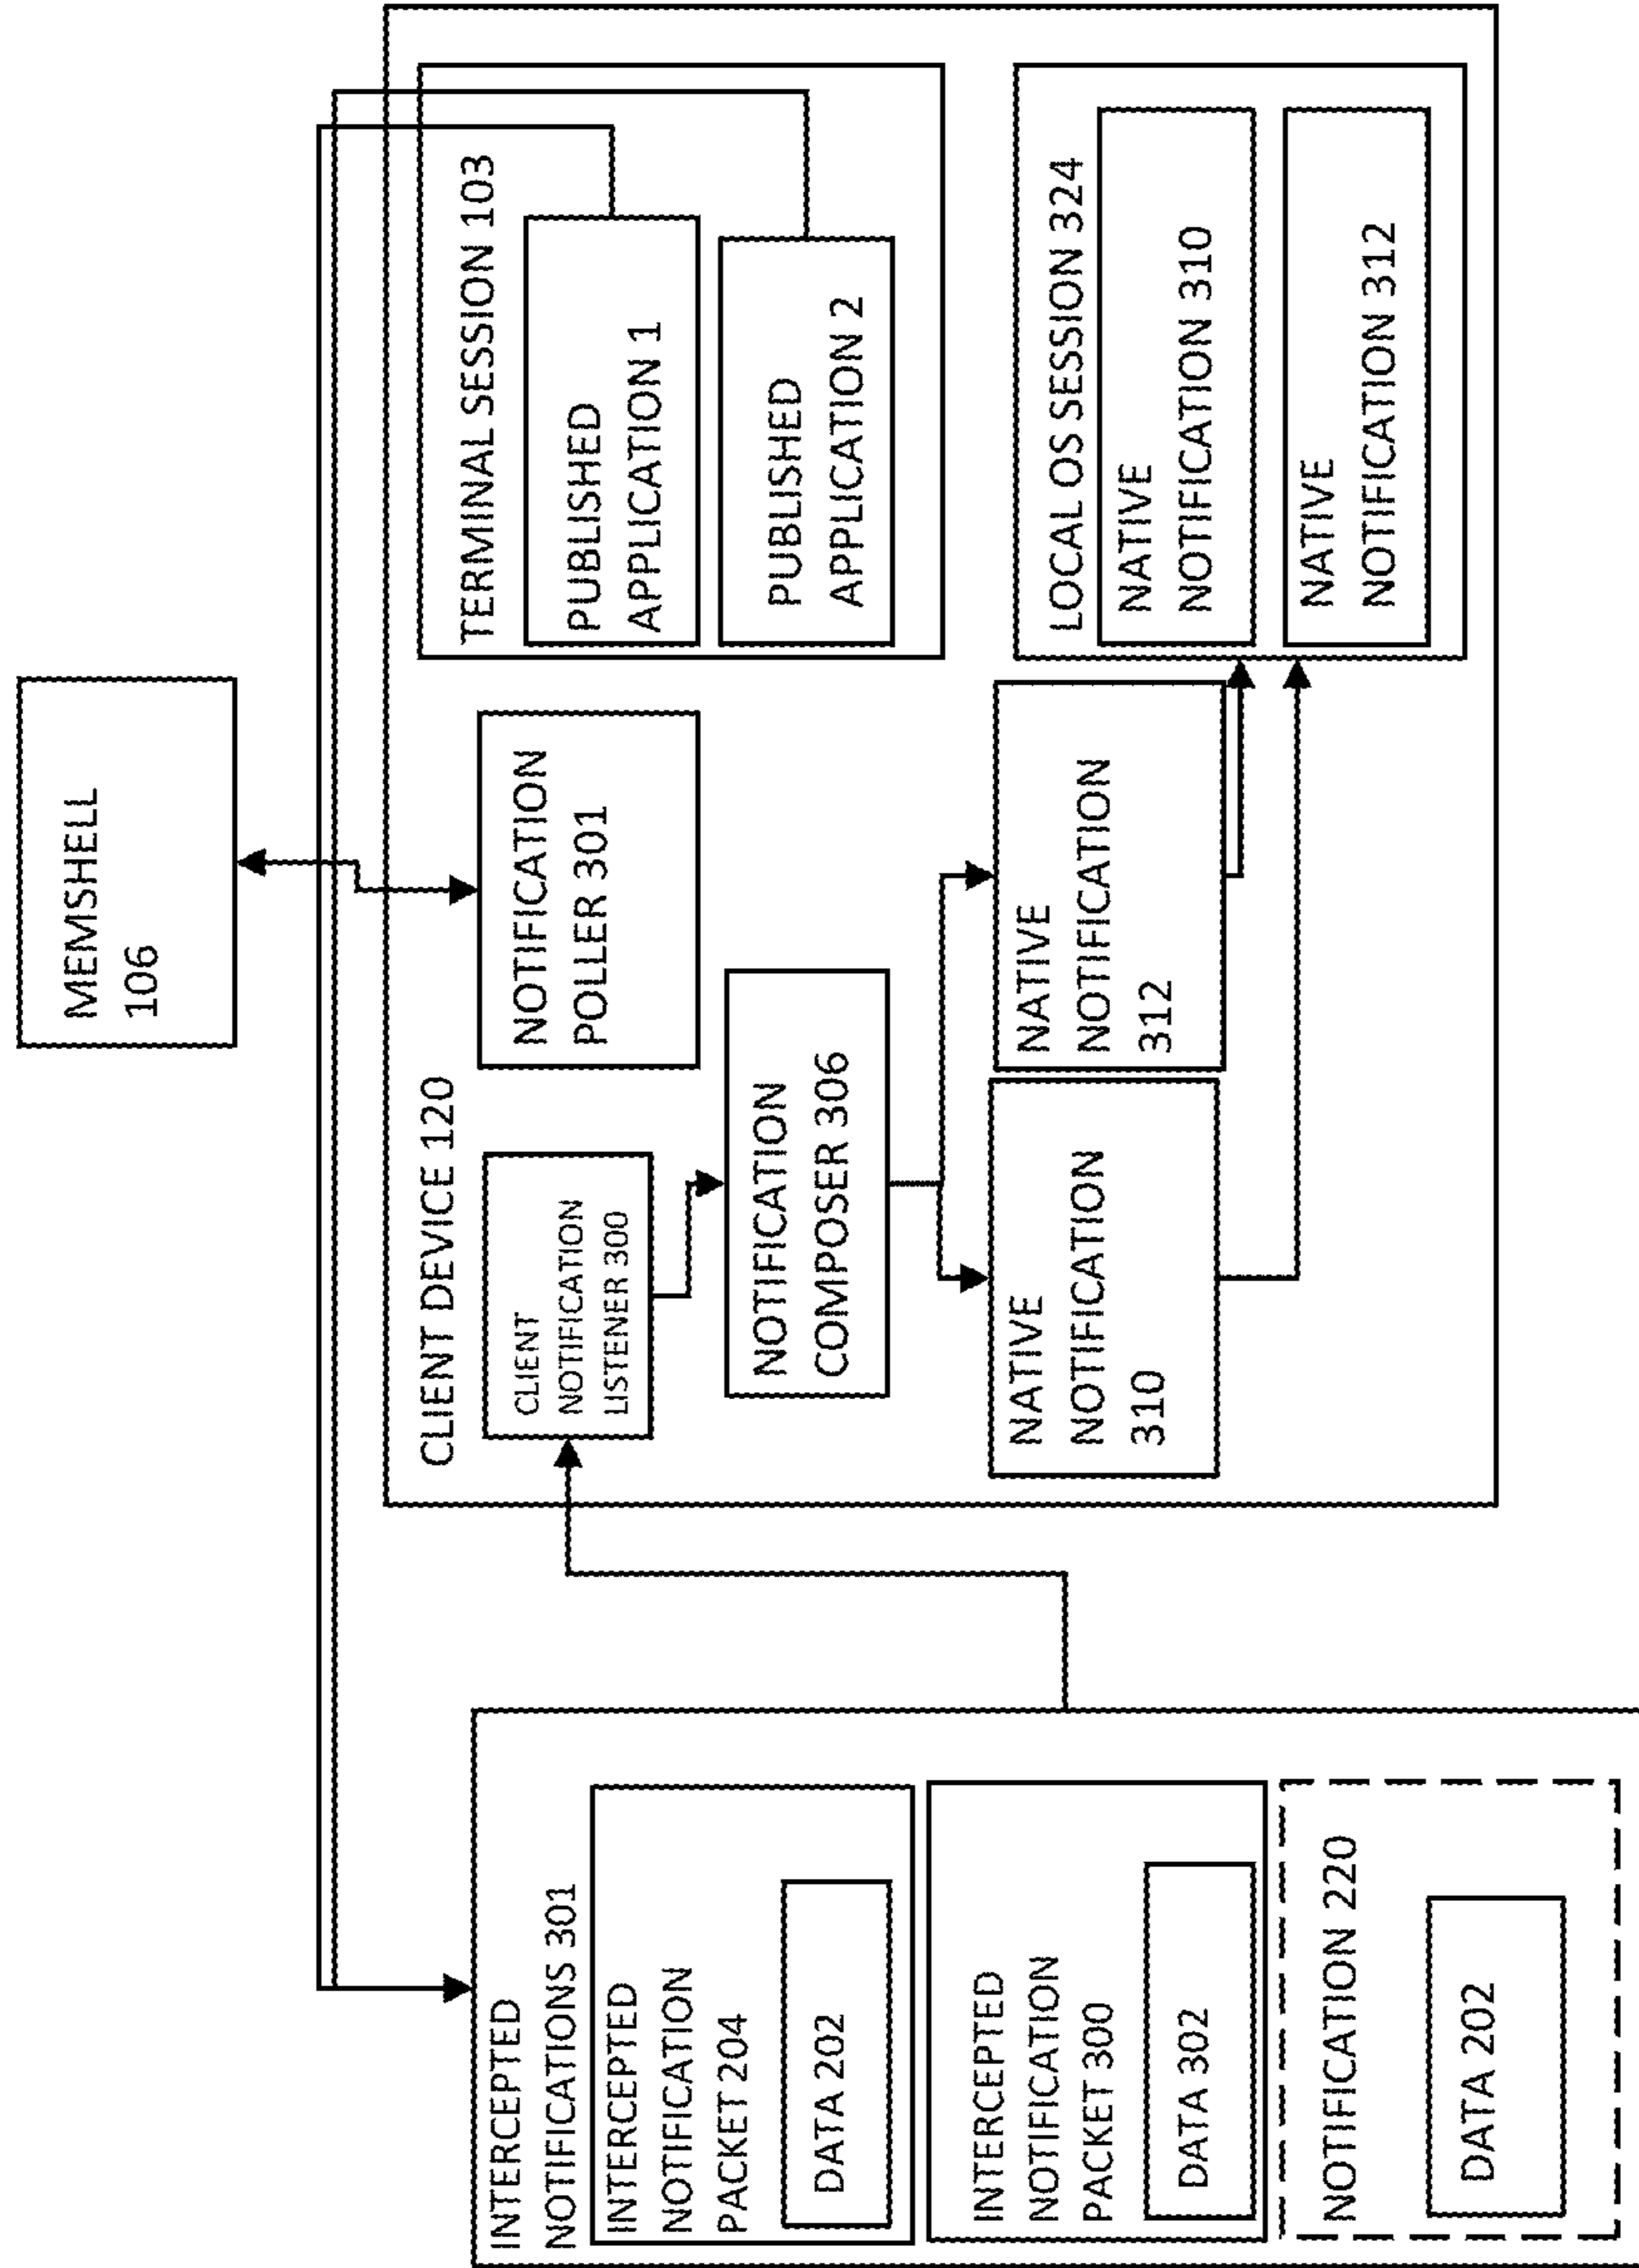 MEMSHELL
106
INTERCEPTED
NOTIFICATIONS 301
INTERCEPTED
NOTIFICATION
PACKET 204
DATA 202
INTERCEPTED
NOTIFICATION
PACKET 300
DATA 302
NOTIFICATION 220
DATA 202
CLIENT DEVICE 120
CLIENT
NOTIFICATION
LISTENER 300
NOTIFICATION
POLLER 301
NOTIFICATION
COMPOSER 306
NATIVE
NOTIFICATION
310
NATIVE
NOTIFICATION
312
TERMINAL SESSION 103
PUBLISHED
APPLICATION 1
PUBLISHED
APPLICATION 2
LOCAL OS SESSION 324
NATIVE
NOTIFICATION 310
NATIVE
NOTIFICATION 312